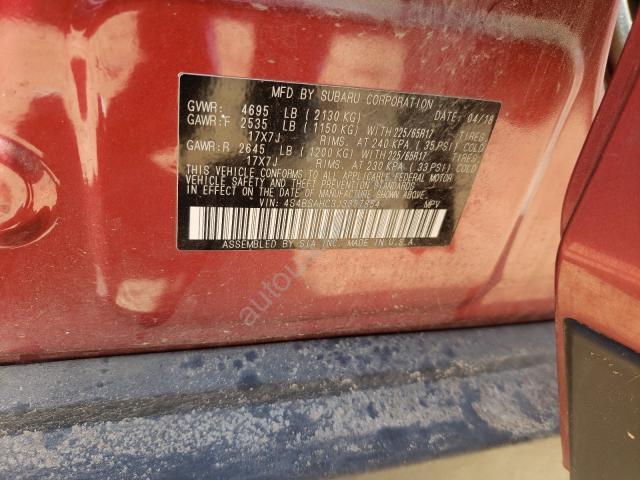 MFD BY SUBARU CORPORATION
GVWR: 4695 LB (2130 KG) DATE: 04/18
GAWR:F 2535 LB (1150 KG) WITH 225/65R17 TIRES,
17X7J RIMS, AT 240 KPA (35 PSI) COLD
GAWR:R 2645 LB (1200 KG) WITH 225/65R17 TIRES,
17X7J RIMS, AT 230 KPA (33 PSI) COLD
THIS VEHICLE CONFORMS TO ALL APPLICABLE FEDERAL MOTOR
VEHICLE SAFETY AND THEFT PREVENTION STANDARDS
IN EFFECT ON THE DATE OF MANUFACTURE SHOWN ABOVE.
VIN: MPV
ASSEMBLED BY SIA INC. MADE IN U.S.A.